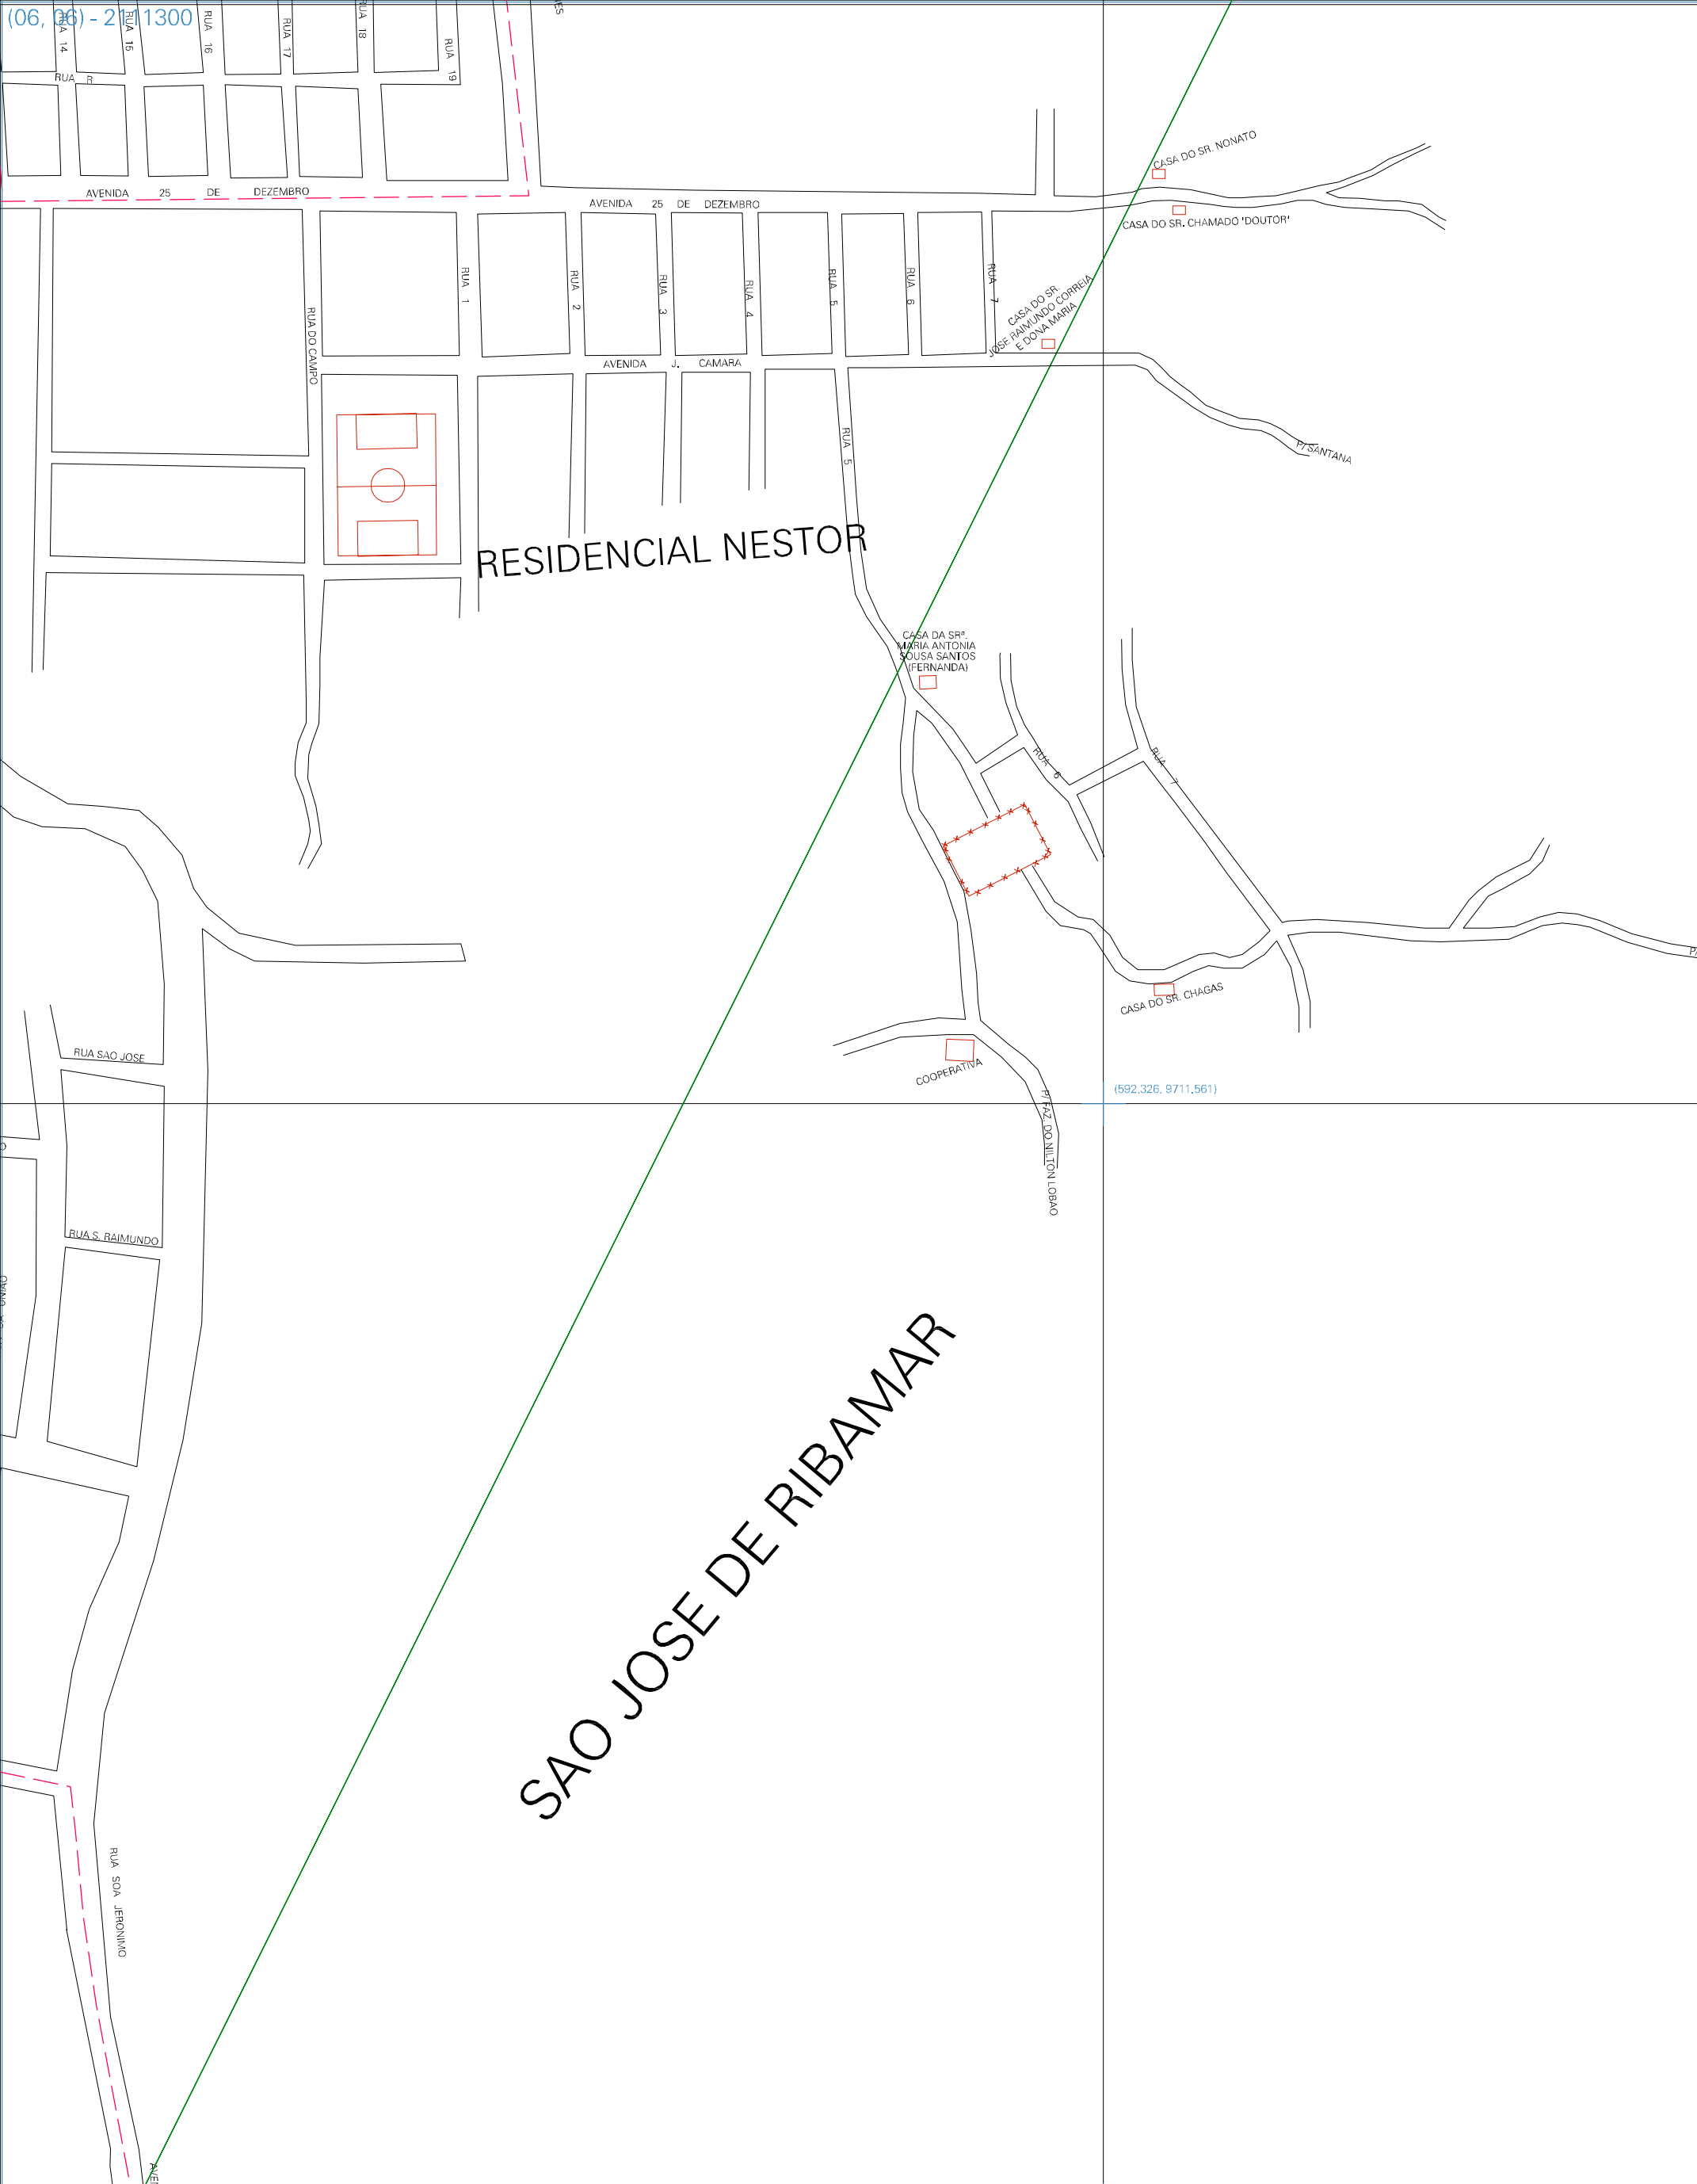 (06, 06) - 2111300
RUA 14
RUA 15
RUA 16
RUA 17
RUA 18
RUA 19
ES
RUA R
AVENIDA 25 DE DEZEMBRO
AVENIDA 25 DE DEZEMBRO
CASA DO SR. NONATO
CASA DO SR. CHAMADO 'DOUTOR'
RUA DO CAMPO
RUA 1
RUA 2
RUA 3
RUA 4
RUA 5
RUA 6
RUA 7
CASA DO SR.
JOSE RAIMUNDO CORREIA
E DONA MARIA
AVENIDA J. CAMARA
RUA 5
P/ SANTANA
RESIDENCIAL NESTOR
CASA DA SRª.
MARIA ANTONIA
SOUSA SANTOS
(FERNANDA)
RUA 6
RUA 7
P/
CASA DO SR. CHAGAS
COOPERATIVA
RUA SAO JOSE
(592,326, 9711,561)
P/ FAZ. DO NILTON LOBAO
O
RUA S. RAIMUNDO
SAO JOSE DE RIBAMAR
RUA SOA JERONIMO
AVEN